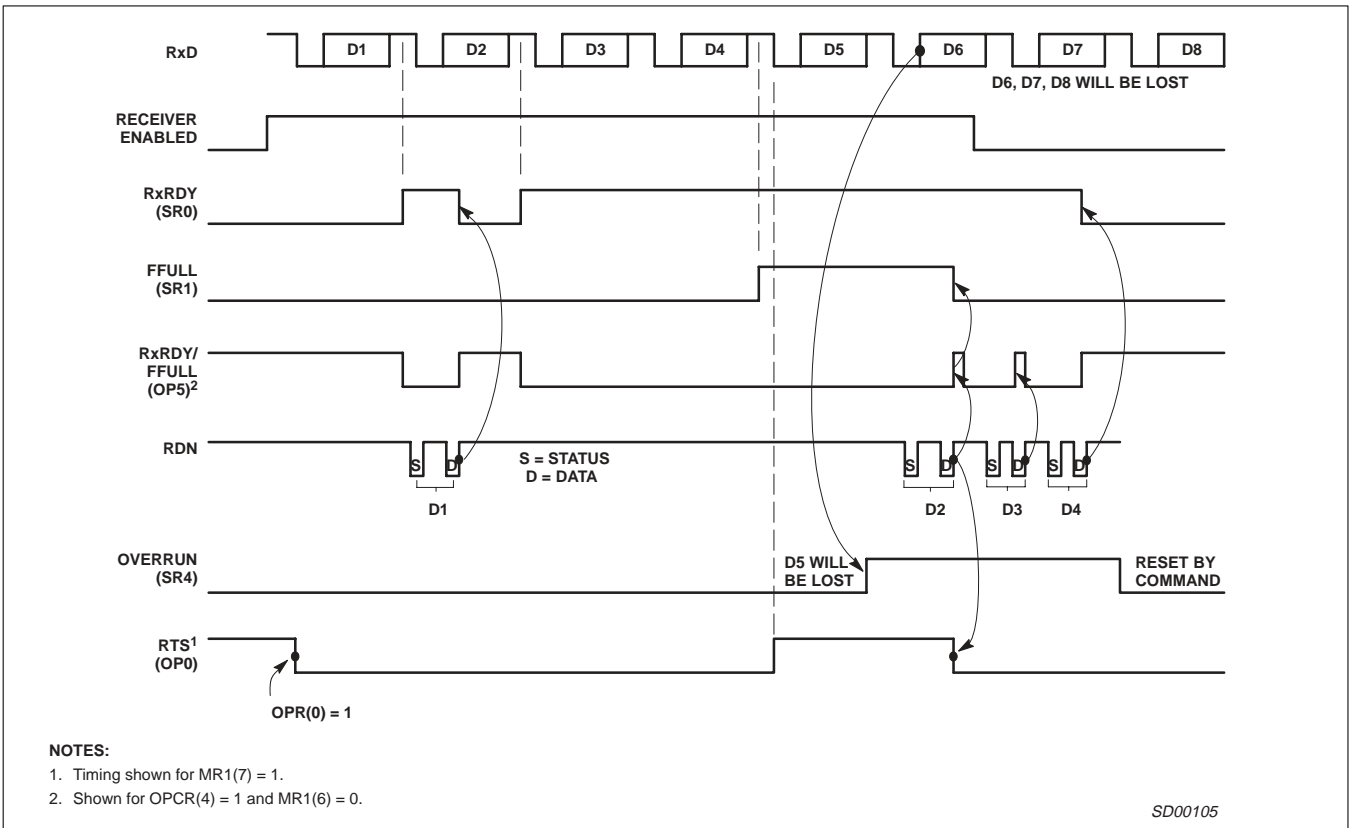 RxD D1 D2 D3 D4 D5 D6 D7 D8
D6, D7, D8 WILL BE LOST
RECEIVER
ENABLED
RxRDY
(SR0)
FFULL
(SR1)
RxRDY/
FFULL
(OP5)2
RDN
S D S D S D S D
S = STATUS
D = DATA
D1 D2 D3 D4
OVERRUN
(SR4)
D5 WILL
BE LOST
RESET BY
COMMAND
RTS1
(OP0)
OPR(0) = 1
NOTES:
1. Timing shown for MR1(7) = 1.
2. Shown for OPCR(4) = 1 and MR1(6) = 0.
SD00105